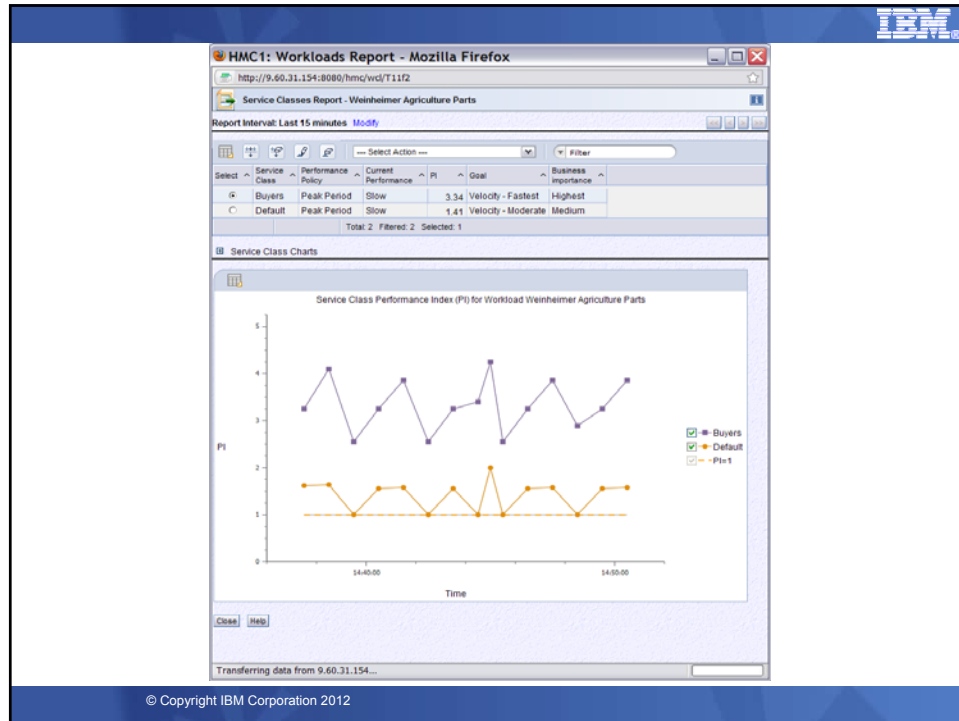 IBM®
HMC1: Workloads Report - Mozilla Firefox
http://9.60.31.154:8080/hmc/wcl/T11f2
Service Classes Report - Weinheimer Agriculture Parts
Report Interval: Last 15 minutes Modify
--- Select Action --- Filter
Select Service Class Performance Policy Current Performance PI Goal Business importance
Buyers Peak Period Slow 3.34 Velocity - Fastest Highest
Default Peak Period Slow 1.41 Velocity - Moderate Medium
Total: 2 Filtered: 2 Selected: 1
Service Class Charts
Service Class Performance Index (PI) for Workload Weinheimer Agriculture Parts
5
4
3
2
1
0
PI
Buyers
Default
PI=1
14:40:00 14:50:00
Time
Close Help
Transferring data from 9.60.31.154...
© Copyright IBM Corporation 2012